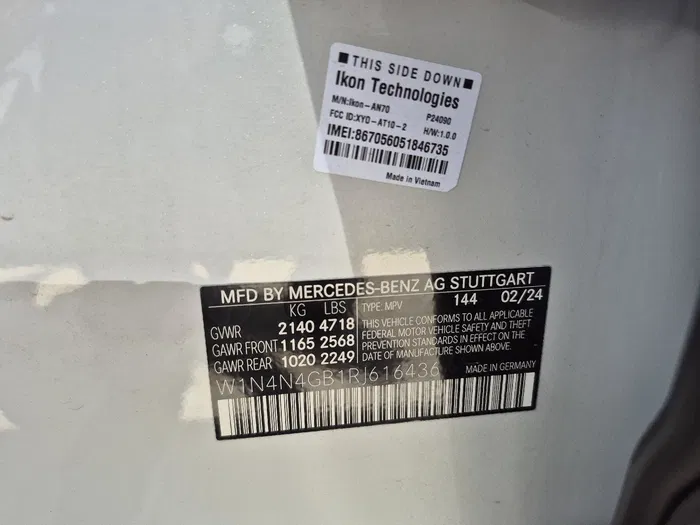 ■ THIS SIDE DOWN ■
Ikon Technologies
M/N:Ikon-AN70 P24090
FCC ID:XYO-AT10-2 H/W:1.0.0
IMEI:867056051846735
Made in Vietnam
MFD BY MERCEDES-BENZ AG STUTTGART
KG LBS TYPE: MPV 144 02/24
GVWR 2140 4718 THIS VEHICLE CONFORMS TO ALL APPLICABLE
GAWR FRONT 1165 2568 FEDERAL MOTOR VEHICLE SAFETY AND THEFT
GAWR REAR 1020 2249 PREVENTION STANDARDS IN EFFECT ON THE
DATE OF MANUFACTURE SHOWN ABOVE.
W1N4N4GB1RJ616436 MADE IN GERMANY